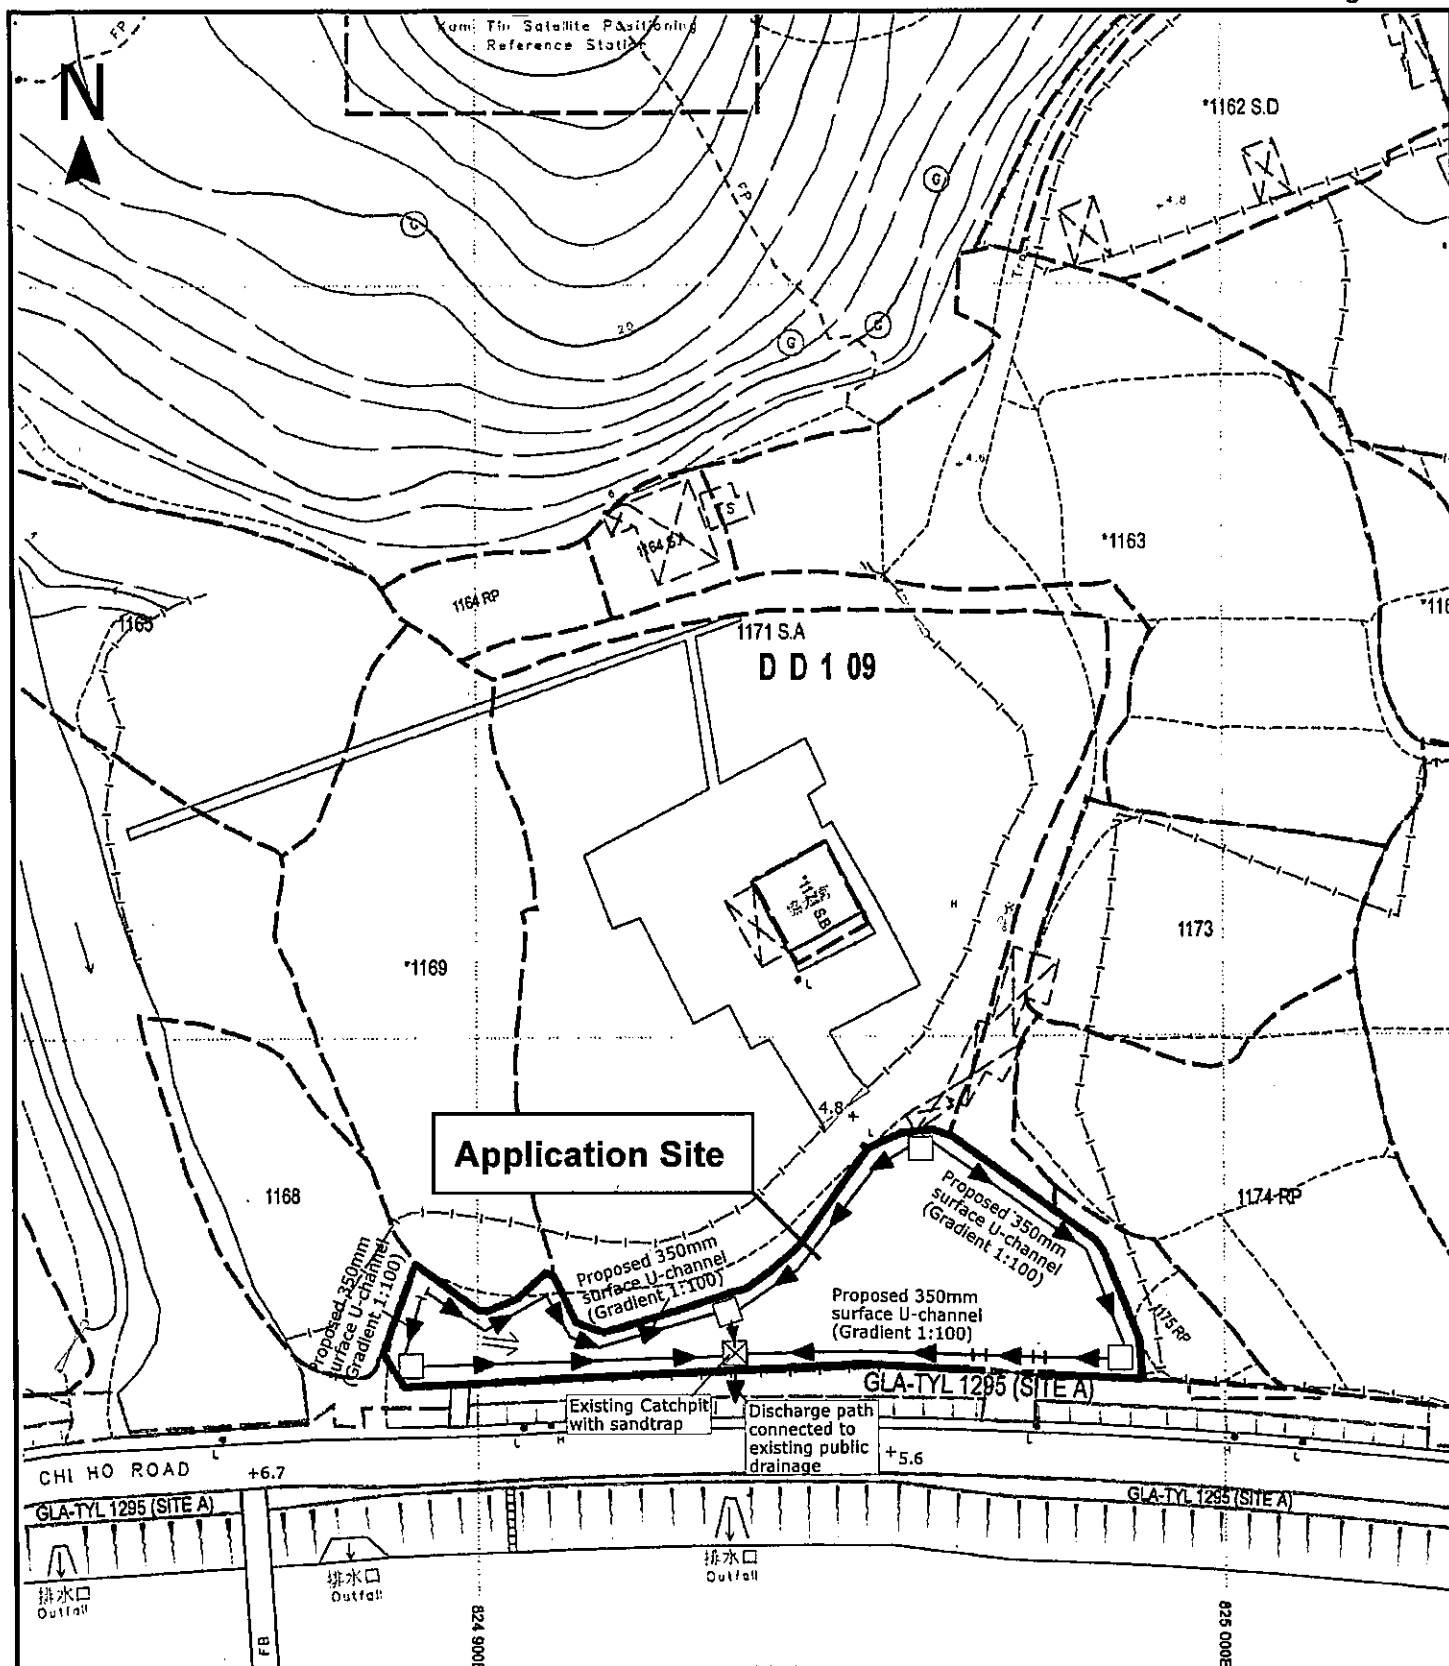 Kam Tin Satellite Positioning
Reference Station
FP
N
*1162 S.D
G
G
+4.8
FP
20
G
G
+4.6
S
1164 S.A
*1163
1164 RP
1165
1171 S.A
D D 1 09
S.B
H
1173
*1169
L
4.8
L
Application Site
1168
1174 RP
Proposed 350mm
surface U-channel
(Gradient 1:100)
Proposed 350mm
surface U-channel
(Gradient 1:100)
Proposed 350mm
surface U-channel
(Gradient 1:100)
Proposed 350mm
surface U-channel
(Gradient 1:100)
1175 RP
GLA-TYL 1295 (SITE A)
Existing Catchpit
with sandtrap
Discharge path
connected to
existing public
drainage
L
L
H
L
H
L
+5.6
CHI HO ROAD
+6.7
GLA-TYL 1295 (SITE A)
GLA-TYL 1295 (SITE A)
排水口
Outfall
排水口
Outfall
排水口
Outfall
FB
824 900E
825 000E